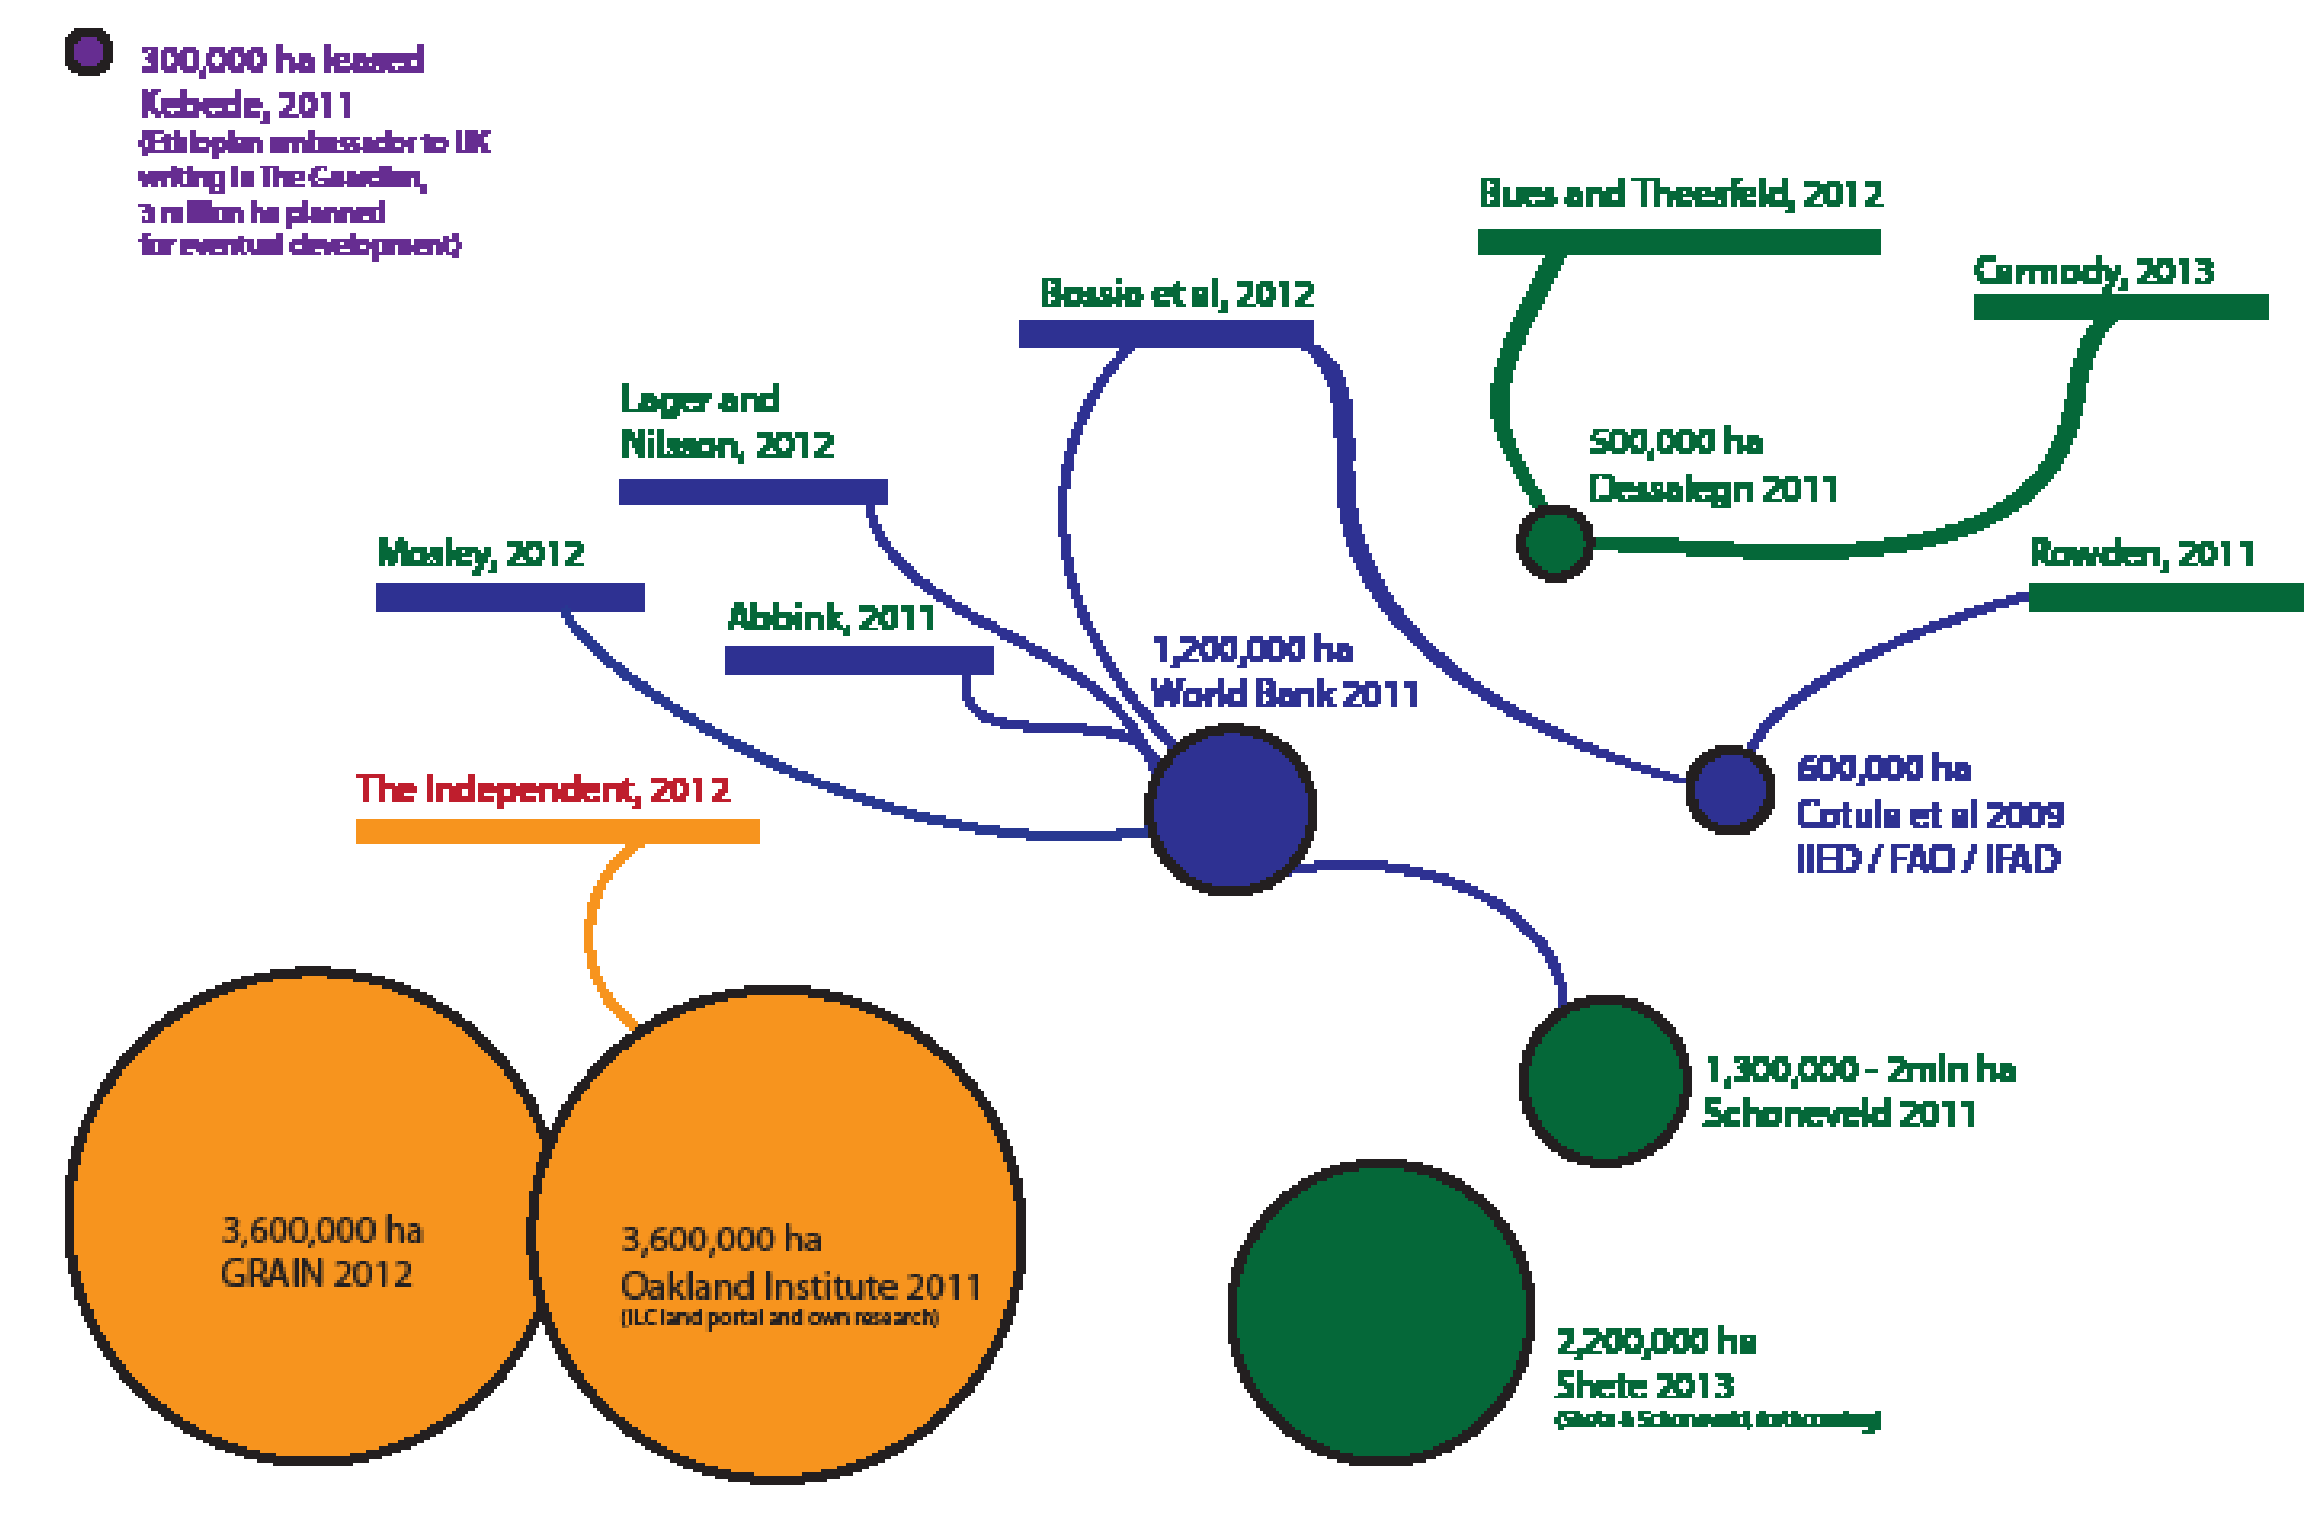 300,000 ha leased
Kebede, 2011
(Ethiopian ambassador to UK
writing in The Guardian,
3 million ha planned
for eventual development)
Bues and Theesfeld, 2012
Carmody, 2013
Bossio et al, 2012
Lager and
Nilsson, 2012
500,000 ha
Dessalegn 2011
Mosley, 2012
Rowden, 2011
Abbink, 2011
1,200,000 ha
World Bank 2011
The Independent, 2012
600,000 ha
Cotula et al 2009
IIED / FAO / IFAD
1,300,000 - 2mln ha
Schoneveld 2011
3,600,000 ha
GRAIN 2012
3,600,000 ha
Oakland Institute 2011
(ILC land portal and own research)
2,200,000 ha
Shete 2013
(Shete & Schoneveld, forthcoming)